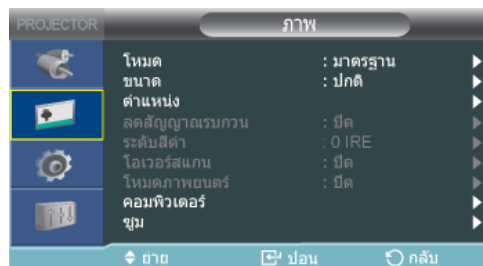 PROJECTOR ภาพ
โหมด : มาตรฐาน
ขนาด : ปกติ
ตำแหน่ง
ลดสัญญาณรบกวน : ปิด
ระดับสีดำ : 0 IRE
โอเวอร์สแกน : ปิด
โหมดภาพยนตร์ : ปิด
คอมพิวเตอร์
ซูม
ย้าย ป้อน กลับ